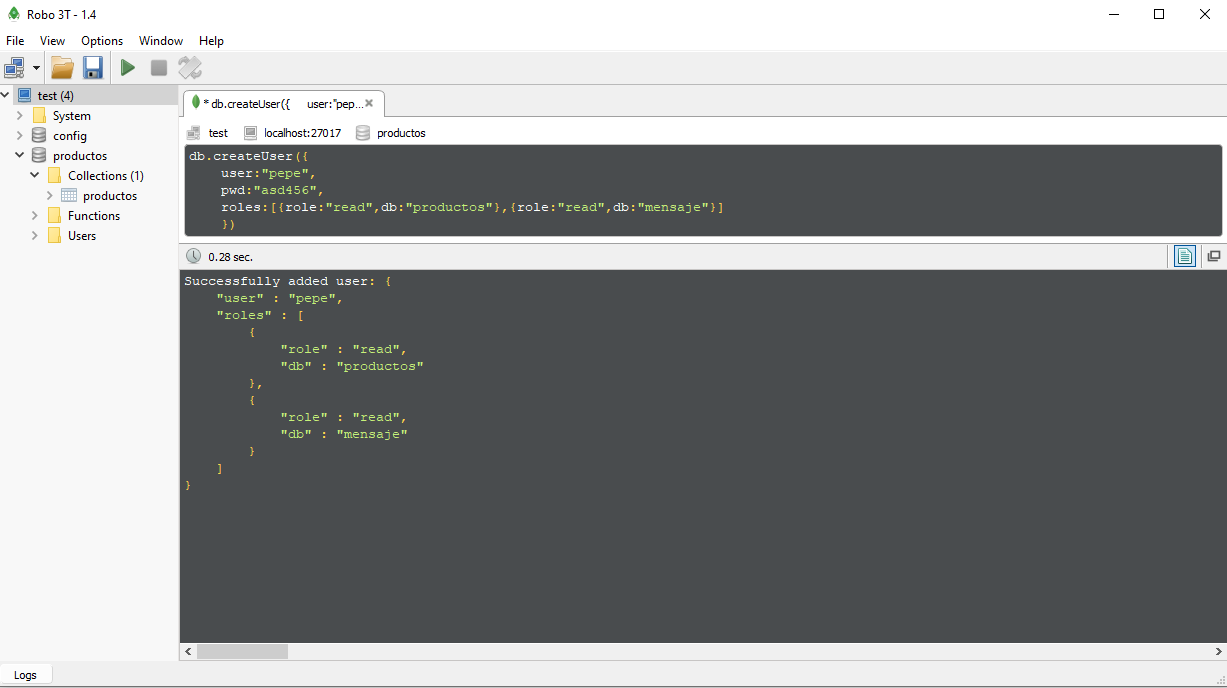 Robo 3T - 1.4
File View Options Window Help
test (4)
System
config
productos
Collections (1)
productos
Functions
Users
* db.createUser({ user:"pep...
test localhost:27017 productos
db.createUser({
user:"pepe",
pwd:"asd456",
roles:[{role:"read",db:"productos"},{role:"read",db:"mensaje"}]
})
0.28 sec.
Successfully added user: {
"user" : "pepe",
"roles" : [
{
"role" : "read",
"db" : "productos"
},
{
"role" : "read",
"db" : "mensaje"
}
]
}
Logs